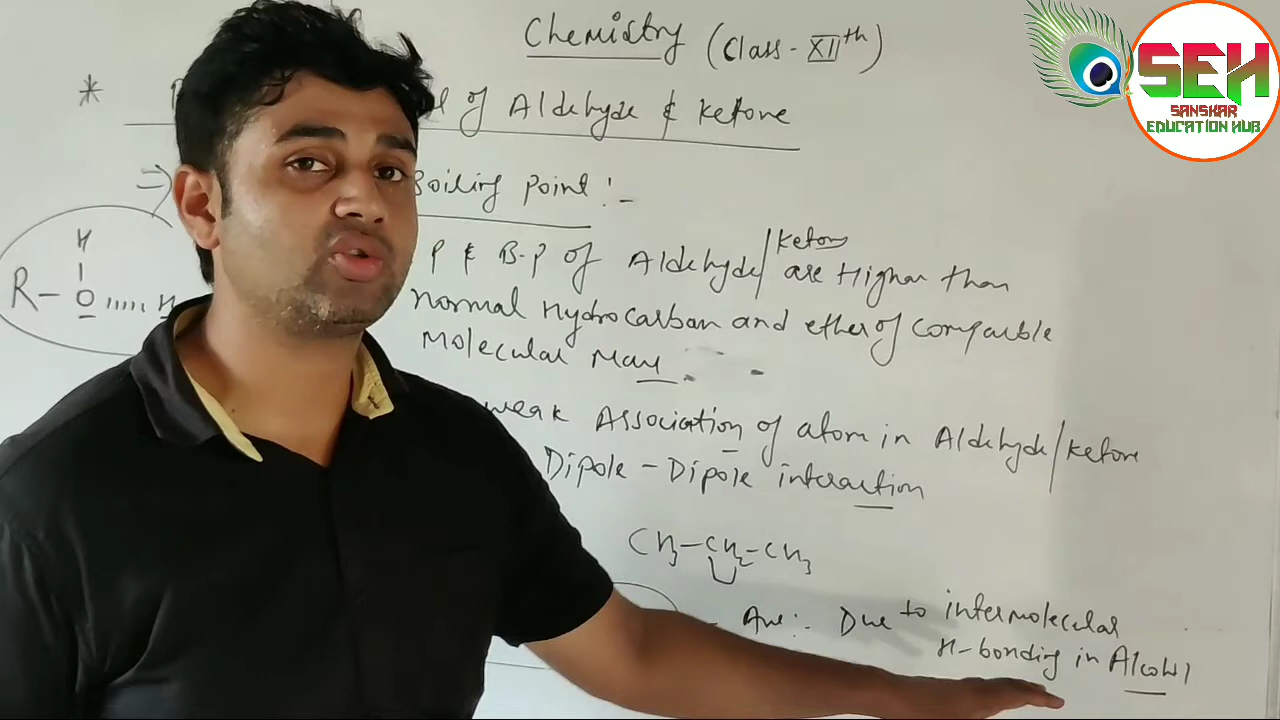 Chemistry (Class - XIIth)
SEH
SANSKAR
EDUCATION HUB
* of Aldehyde & Ketone
⇒ Boiling point :-
H
R - O ..... H
P & B.P of Aldehyde/Ketone are Higher than
normal Hydrocarban and ether of comparable
Molecular Mass.
weak Association of atom in Aldehyde/Ketone
Dipole - Dipole interaction
CH3-CH2-CH3
Ans:- Due to intermolecular
H-bonding in Alcohol